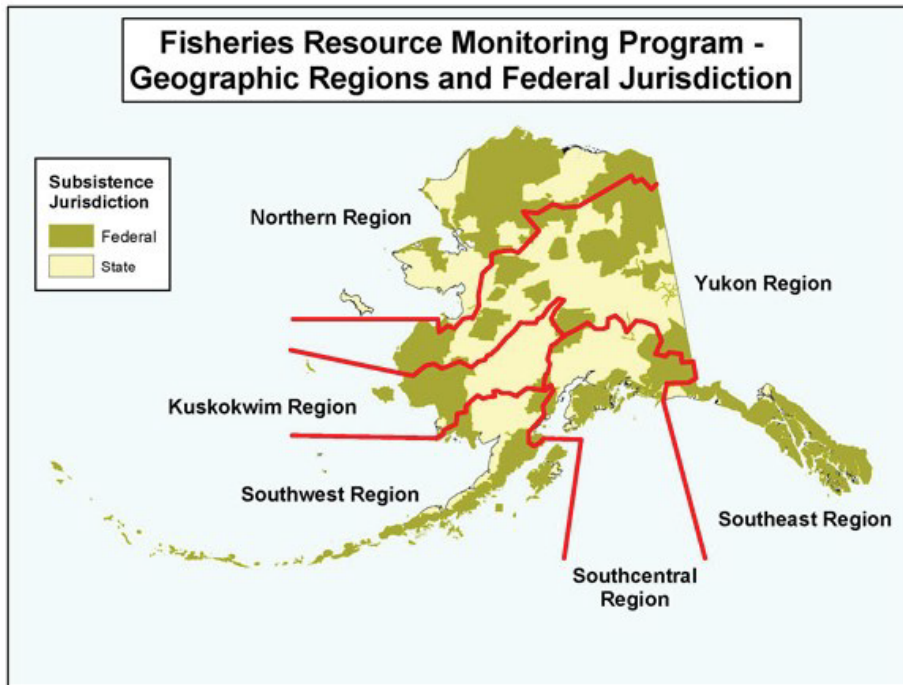 Fisheries Resource Monitoring Program -
Geographic Regions and Federal Jurisdiction
Subsistence
Jurisdiction
Federal
State
Northern Region
Yukon Region
Kuskokwim Region
Southwest Region
Southeast Region
Southcentral
Region